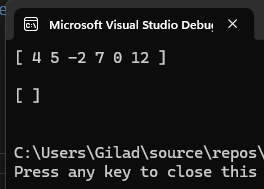 Microsoft Visual Studio Debug
[ 4 5 -2 7 0 12 ]
[ ]
C:\Users\Gilad\source\repos\
Press any key to close this